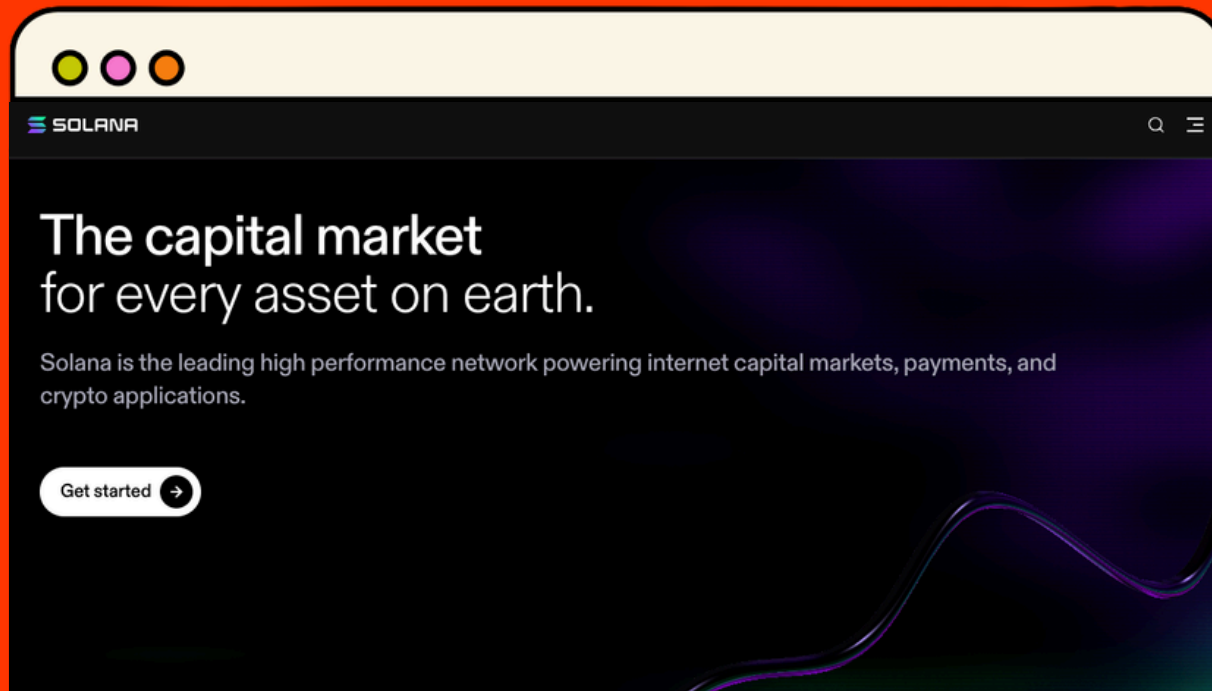 SOLANA
The capital market
for every asset on earth.
Solana is the leading high performance network powering internet capital markets, payments, and
crypto applications.
Get started